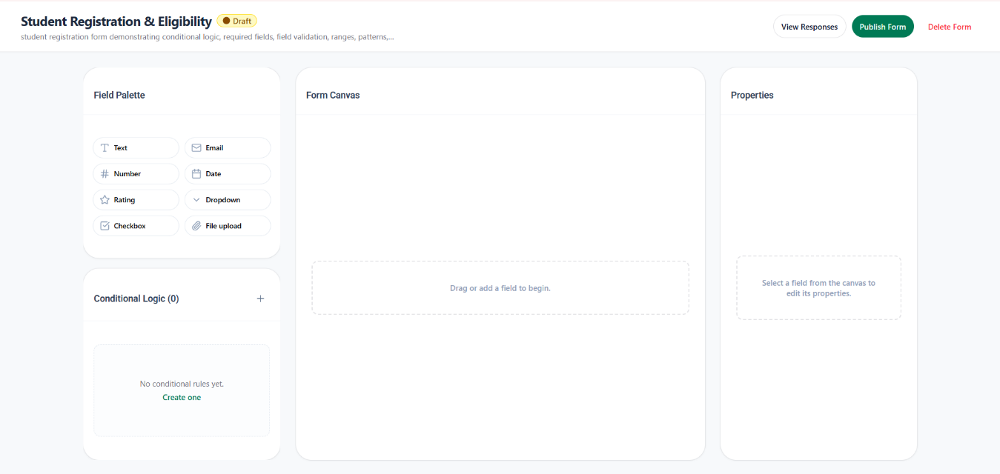 Student Registration & Eligibility Draft
student registration form demonstrating conditional logic, required fields, field validation, ranges, patterns,...
View Responses
Publish Form
Delete Form
Field Palette
Text
Email
Number
Date
Rating
Dropdown
Checkbox
File upload
Conditional Logic (0)
No conditional rules yet.
Create one
Form Canvas
Drag or add a field to begin.
Properties
Select a field from the canvas to
edit its properties.